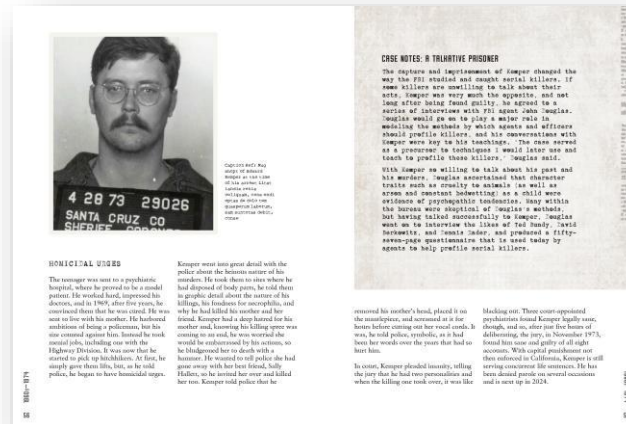 4 28 73 29026
SANTA CRUZ CO
SHERIFF
HOMICIDAL URGES
The teenager was sent to a psychiatric
hospital, where he proved to be a model
patient. He worked hard, impressed his
doctors, and in 1969, after five years, he
convinced them that he was cured. He was
sent to live with his mother. He harbored
ambitions of being a policeman, but his
size counted against him. Instead he took
menial jobs, including one with the
Highway Division. It was now that he
started to pick up hitchhikers. At first, he
simply gave them lifts, but, as he told
police, he began to have homicidal urges.
Kemper went into great detail with the
police about the heinous nature of his
murders. He took them to sites where he
had disposed of body parts, he told them
in graphic detail about the nature of his
killings, his fondness for necrophilia, and
why he had killed his mother and her
friend. Kemper had a deep hatred for his
mother and, knowing his killing spree was
coming to an end, he was worried she
would be embarrassed by his actions, so
he bludgeoned her to death with a
hammer. He wanted to tell police she had
gone away with her best friend, Sally
Hallett, so he invited her over and killed
her too. Kemper told police that he
CASE NOTES: A TALKATIVE PRISONER
The capture and imprisonment of Kemper changed the
way the FBI studied and caught serial killers. If
some killers are unwilling to talk about their
acts, Kemper was very much the opposite, and not
long after being found guilty, he agreed to a
series of interviews with FBI agent John Douglas.
Douglas would go on to play a major role in
modeling the methods by which agents and officers
should profile killers, and his conversations with
Kemper were key to his teachings. "The case served
as a precursor to techniques I would later use and
teach to profile these killers," Douglas said.
With Kemper so willing to talk about his past and
his murders, Douglas ascertained that character
traits such as cruelty to animals (as well as
arson and constant bedwetting) as a child were
evidence of psychopathic tendencies. Many within
the bureau were skeptical of Douglas's methods,
but having talked successfully to Kemper, Douglas
went on to interview the likes of Ted Bundy, David
Berkowitz, and Dennis Rader, and produced a fifty-
seven-page questionnaire that is used today by
agents to help profile serial killers.
removed his mother's head, placed it on
the mantelpiece, and screamed at it for
hours before cutting out her vocal cords. It
was, he told police, symbolic, as it had
been her words over the years that had so
hurt him.
In court, Kemper pleaded insanity, telling
the jury that he had two personalities and
when the killing one took over, it was like
blacking out. Three court-appointed
psychiatrists found Kemper legally sane,
though, and so, after just five hours of
deliberating, the jury, in November 1973,
found him sane and guilty of all eight
accounts. With capital punishment not
then enforced in California, Kemper is still
serving concurrent life sentences. He has
been denied parole on several occasions
and is next up in 2024.